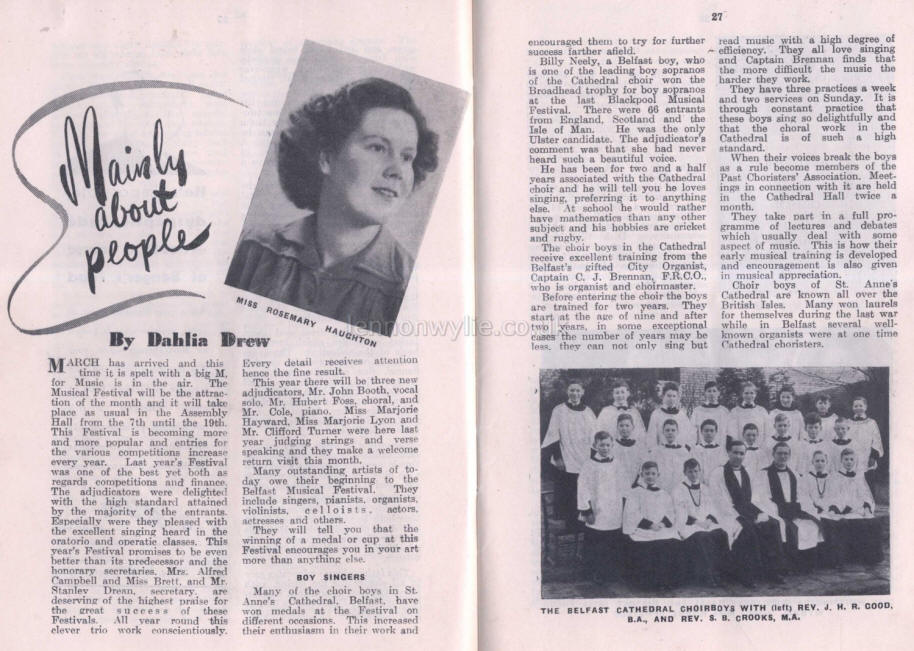 Mainly
about
people
MISS ROSEMARY HAUGHTON
By Dahlia Drew
MARCH has arrived and this
time it is spelt with a big M,
for Music is in the air. The
Musical Festival will be the attrac-
tion of the month and it will take
place as usual in the Assembly
Hall from the 7th until the 19th.
This Festival is becoming more
and more popular and entries for
the various competitions increase
every year. Last year's Festival
was one of the best yet both as
regards competitions and finance.
The adjudicators were delighted
with the high standard attained
by the majority of the entrants.
Especially were they pleased with
the excellent singing heard in the
oratorio and operatic classes. This
year's Festival promises to be even
better than its predecessor and the
honorary secretaries, Mrs. Alfred
Campbell and Miss Brett, and Mr.
Stanley Drean, secretary, are
deserving of the highest praise for
the great success of these
Festivals. All year round this
clever trio work conscientiously.
Every detail receives attention
hence the fine result.
This year there will be three new
adjudicators, Mr. John Booth, vocal
solo, Mr. Hubert Foss, choral, and
Mr. Cole, piano. Miss Marjorie
Hayward, Miss Marjorie Lyon and
Mr. Clifford Turner were here last
year judging strings and verse
speaking and they make a welcome
return visit this month.
Many outstanding artists of to-
day owe their beginning to the
Belfast Musical Festival. They
include singers, pianists, organists,
violinists, celloists, actors,
actresses and others.
They will tell you that the
winning of a medal or cup at this
Festival encourages you in your art
more than anything else.
BOY SINGERS
Many of the choir boys in St.
Anne's Cathedral, Belfast, have
won medals at the Festival on
different occasions. This increased
their enthusiasm in their work and
27
encouraged them to try for further
success farther afield.
Billy Neely, a Belfast boy, who
is one of the leading boy sopranos
of the Cathedral choir won the
Broadhead trophy for boy sopranos
at the last Blackpool Musical
Festival. There were 66 entrants
from England, Scotland and the
Isle of Man. He was the only
Ulster candidate. The adjudicator's
comment was that she had never
heard such a beautiful voice.
He has been for two and a half
years associated with the Cathedral
choir and he will tell you he loves
singing, preferring it to anything
else. At school he would rather
have mathematics than any other
subject and his hobbies are cricket
and rugby.
The choir boys in the Cathedral
receive excellent training from the
Belfast's gifted City Organist,
Captain C. J. Brennan, F.R.C.O.,
who is organist and choirmaster.
Before entering the choir the boys
are trained for two years. They
start at the age of nine and after
two years, in some exceptional
cases the number of years may be
less, they can not only sing but
read music with a high degree of
efficiency. They all love singing
and Captain Brennan finds that
the more difficult the music the
harder they work.
They have three practices a week
and two services on Sunday. It is
through constant practice that
these boys sing so delightfully and
that the choral work in the
Cathedral is of such a high
standard.
When their voices break the boys
as a rule become members of the
Past Choristers' Association. Meet-
ings in connection with it are held
in the Cathedral Hall twice a
month.
They take part in a full pro-
gramme of lectures and debates
which usually deal with some
aspect of music. This is how their
early musical training is developed
and encouragement is also given
in musical appreciation.
Choir boys of St. Anne's
Cathedral are known all over the
British Isles. Many won laurels
for themselves during the last war
while in Belfast several well-
known organists were at one time
Cathedral choristers.
THE BELFAST CATHEDRAL CHOIRBOYS WITH (left) REV. J. H. R. GOOD,
B.A., AND REV. S. B. CROOKS, M.A.